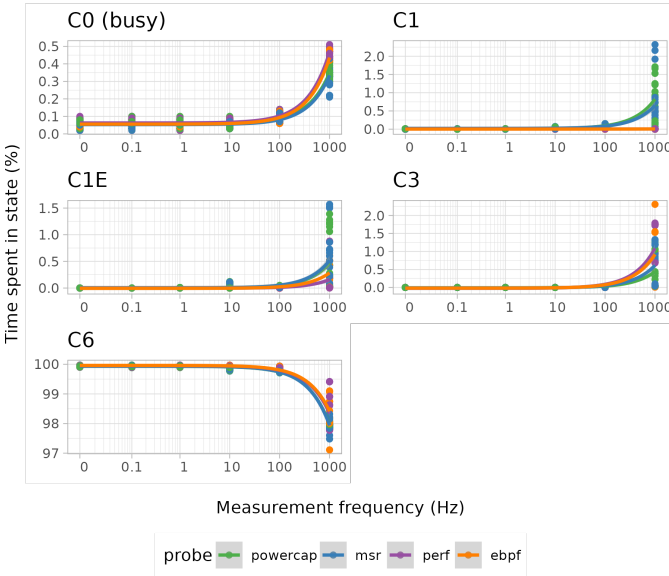 C0 (busy)
C1
0.5
0.4
0.3
0.2
0.1
0.0
2.0
1.5
1.0
0.5
0.0
0 0.1 1 10 100 1000
0 0.1 1 10 100 1000
C1E
C3
1.5
1.0
0.5
0.0
2.0
1.5
1.0
0.5
0.0
0 0.1 1 10 100 1000
0 0.1 1 10 100 1000
C6
100
99
98
97
0 0.1 1 10 100 1000
Time spent in state (%)
Measurement frequency (Hz)
probe powercap msr perf ebpf